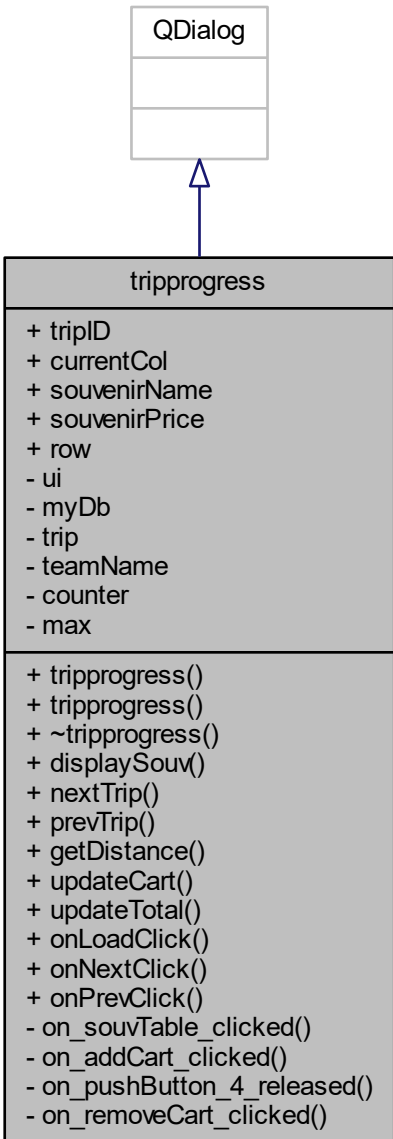 QDialog
tripprogress
+ tripID
+ currentCol
+ souvenirName
+ souvenirPrice
+ row
- ui
- myDb
- trip
- teamName
- counter
- max
+ tripprogress()
+ tripprogress()
+ ~tripprogress()
+ displaySouv()
+ nextTrip()
+ prevTrip()
+ getDistance()
+ updateCart()
+ updateTotal()
+ onLoadClick()
+ onNextClick()
+ onPrevClick()
- on_souvTable_clicked()
- on_addCart_clicked()
- on_pushButton_4_released()
- on_removeCart_clicked()